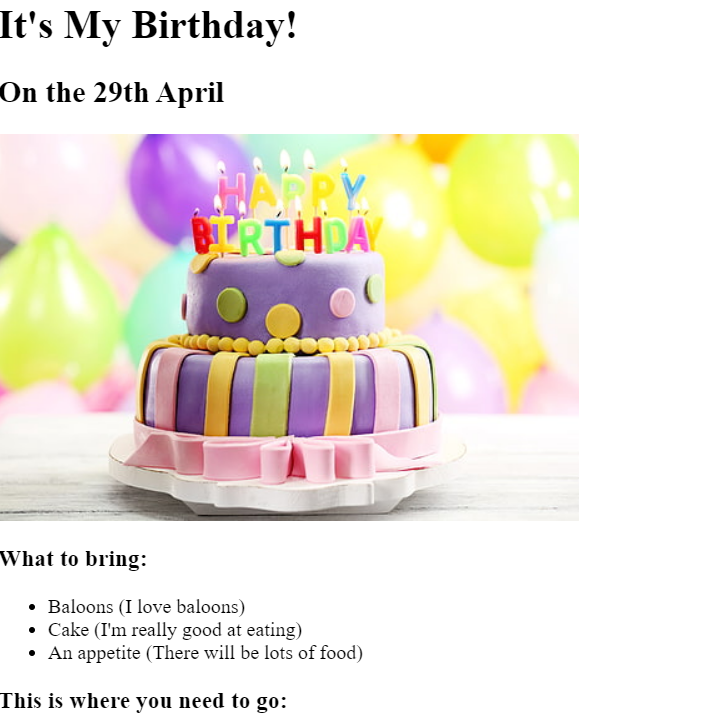 It's My Birthday!
On the 29th April
HAPPY
BIRTHDAY
What to bring:
Baloons (I love baloons)
Cake (I'm really good at eating)
An appetite (There will be lots of food)
This is where you need to go: